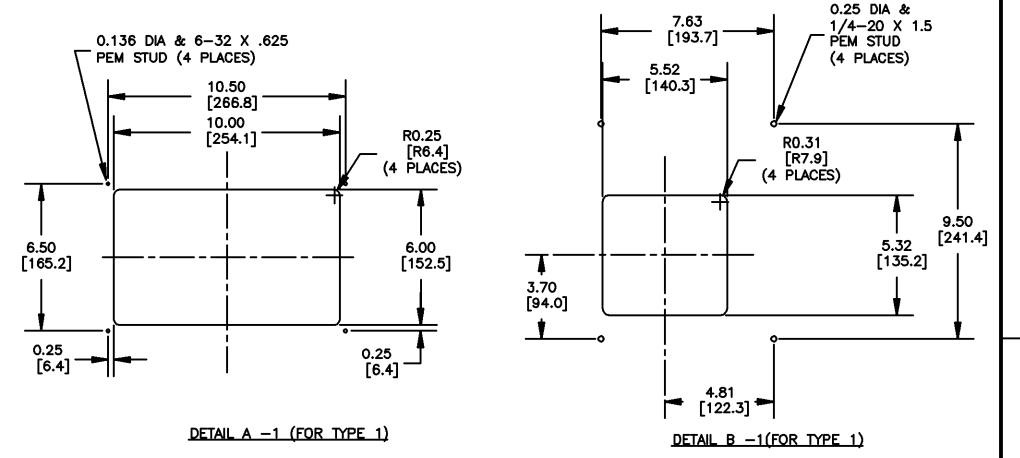 0.136 DIA & 6-32 X .625
PEM STUD (4 PLACES)
10.50
[266.8]
10.00
[254.1]
R0.25
[R6.4]
(4 PLACES)
6.50
[165.2]
6.00
[152.5]
0.25
[6.4]
0.25
[6.4]
DETAIL A -1 (FOR TYPE 1)
7.63
[193.7]
0.25 DIA &
1/4-20 X 1.5
PEM STUD
(4 PLACES)
5.52
[140.3]
R0.31
[R7.9]
(4 PLACES)
9.50
[241.4]
5.32
[135.2]
3.70
[94.0]
4.81
[122.3]
DETAIL B -1(FOR TYPE 1)